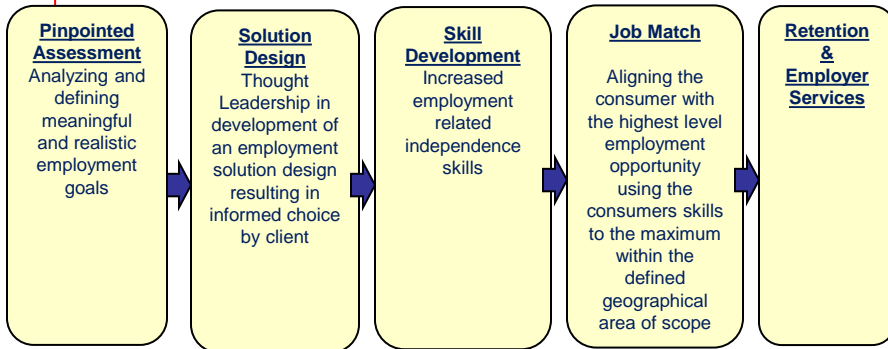 Pinpointed
Assessment
Analyzing and
defining
meaningful
and realistic
employment
goals
Solution
Design
Thought
Leadership in
development of
an employment
solution design
resulting in
informed choice
by client
Skill
Development
Increased
employment
related
independence
skills
Job Match
Aligning the
consumer with
the highest level
employment
opportunity
using the
consumers skills
to the maximum
within the
defined
geographical
area of scope
Retention
&
Employer
Services